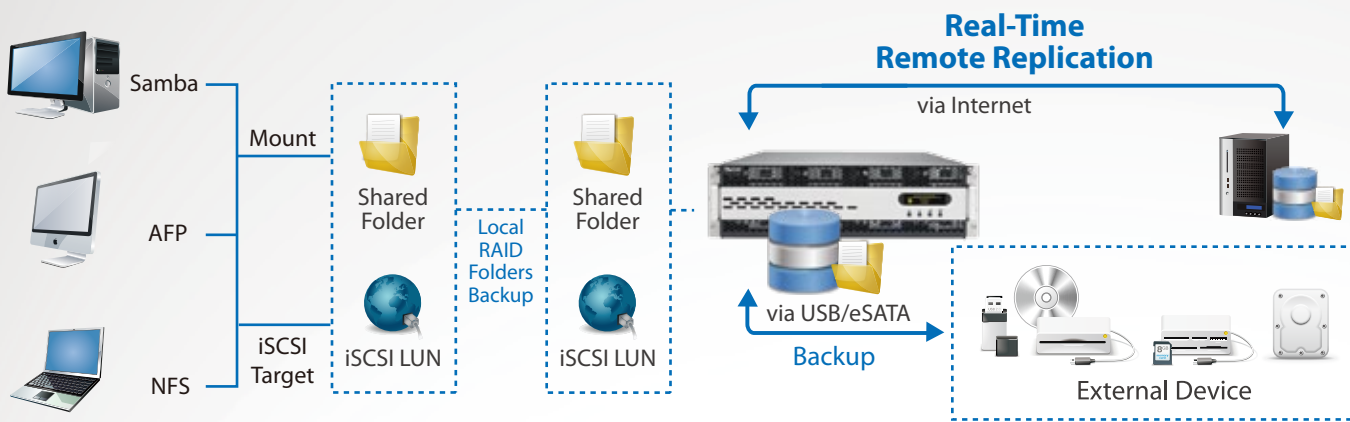 Real-Time
Remote Replication
via Internet
Samba
Mount
AFP
iSCSI
Target
NFS
Shared
Folder
iSCSI LUN
Local
RAID
Folders
Backup
Shared
Folder
iSCSI LUN
via USB/eSATA
Backup
8GB
External Device